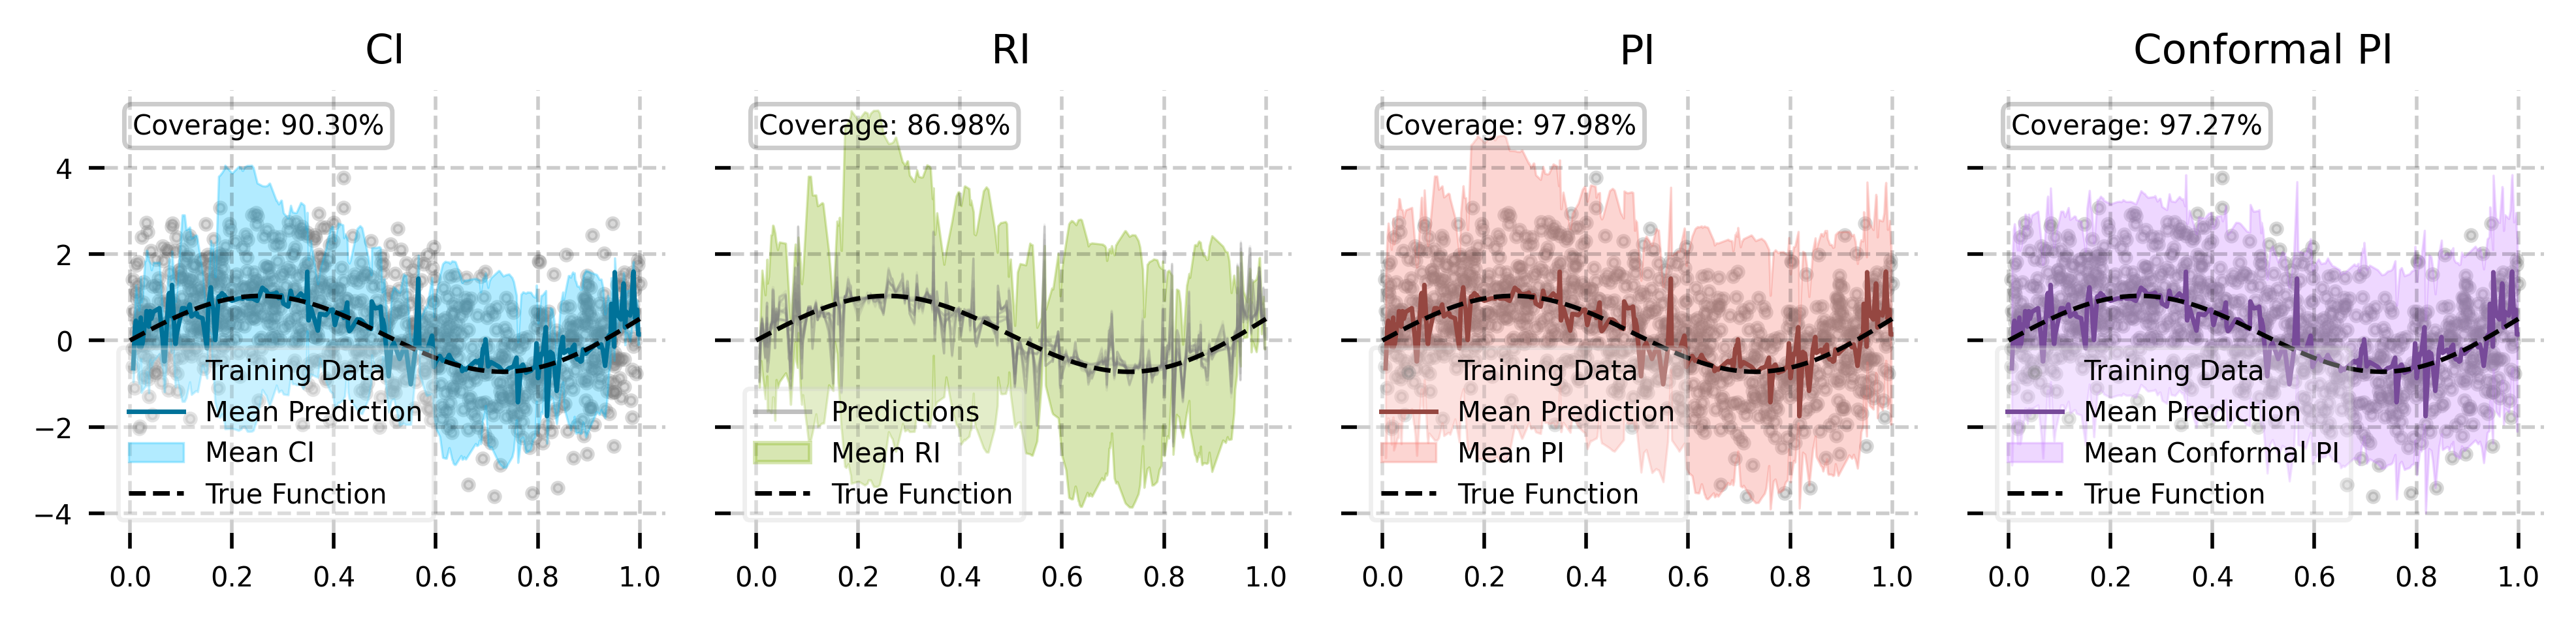 CI RI PI Conformal PI
Coverage: 90.30% Coverage: 86.98% Coverage: 97.98% Coverage: 97.27%
4
2
0
−2
−4
Training Data
Mean Prediction
Mean CI
True Function
Predictions
Mean RI
True Function
Training Data
Mean Prediction
Mean PI
True Function
Training Data
Mean Prediction
Mean Conformal PI
True Function
0.0 0.2 0.4 0.6 0.8 1.0 0.0 0.2 0.4 0.6 0.8 1.0 0.0 0.2 0.4 0.6 0.8 1.0 0.0 0.2 0.4 0.6 0.8 1.0